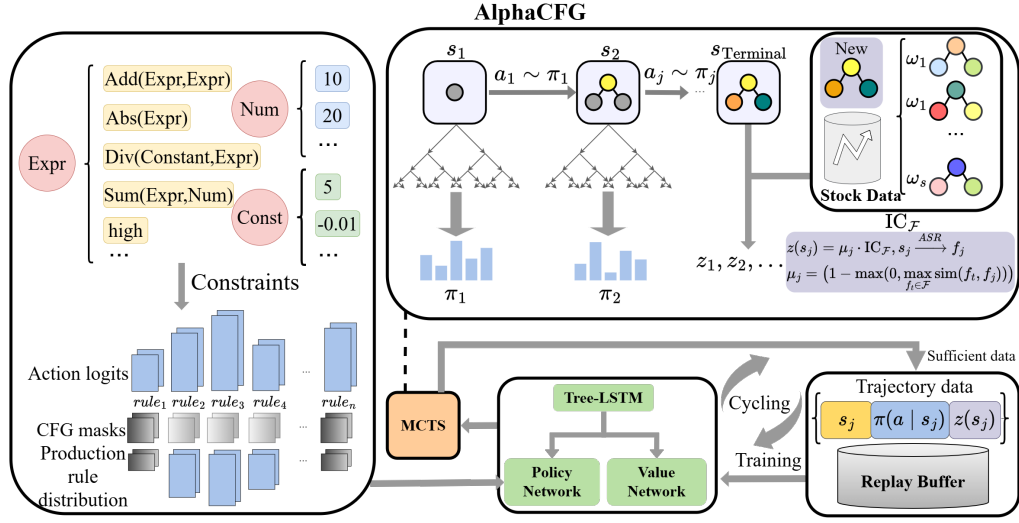 AlphaCFG
Expr
Add(Expr,Expr)
Abs(Expr)
Div(Constant,Expr)
Sum(Expr,Num)
high
...
Num
10
20
...
Const
5
-0.01
...
Constraints
Action logits
...
rule₁ rule₂ rule₃ rule₄ ruleₙ
CFG masks
...
Production
rule
distribution
...
s₁
a₁ ~ π₁
s₂
aⱼ ~ πⱼ
...
s_Terminal
π₁
π₂
z₁, z₂, ...
New
Stock Data
ω₁
ω₁
...
ωₛ
IC_𝓕
z(sⱼ) = μⱼ · IC_𝓕, sⱼ —ASR→ fⱼ
μⱼ = (1 − max(0, max_{fₜ∈𝓕} sim(fₜ, fⱼ)))
MCTS
Tree-LSTM
Policy
Network
Value
Network
Cycling
Training
Sufficient data
Trajectory data
{ sⱼ π(a | sⱼ) z(sⱼ) }
Replay Buffer